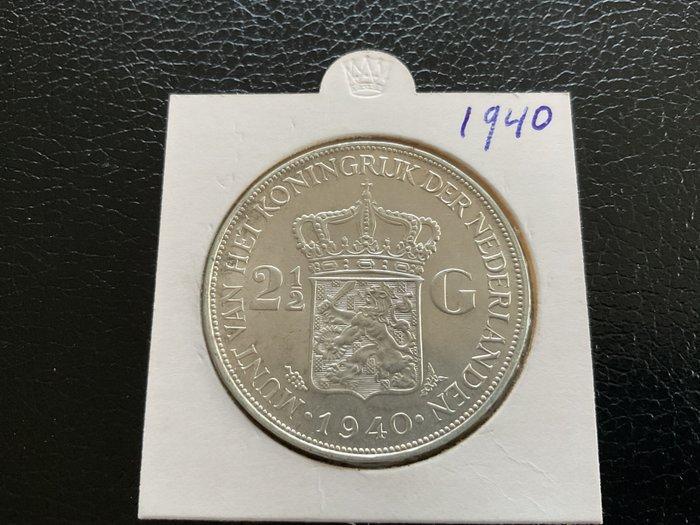 1940
MUNT VAN HET KONINGRIJK DER NEDERLANDEN
2 1/2 G
· 1940 ·